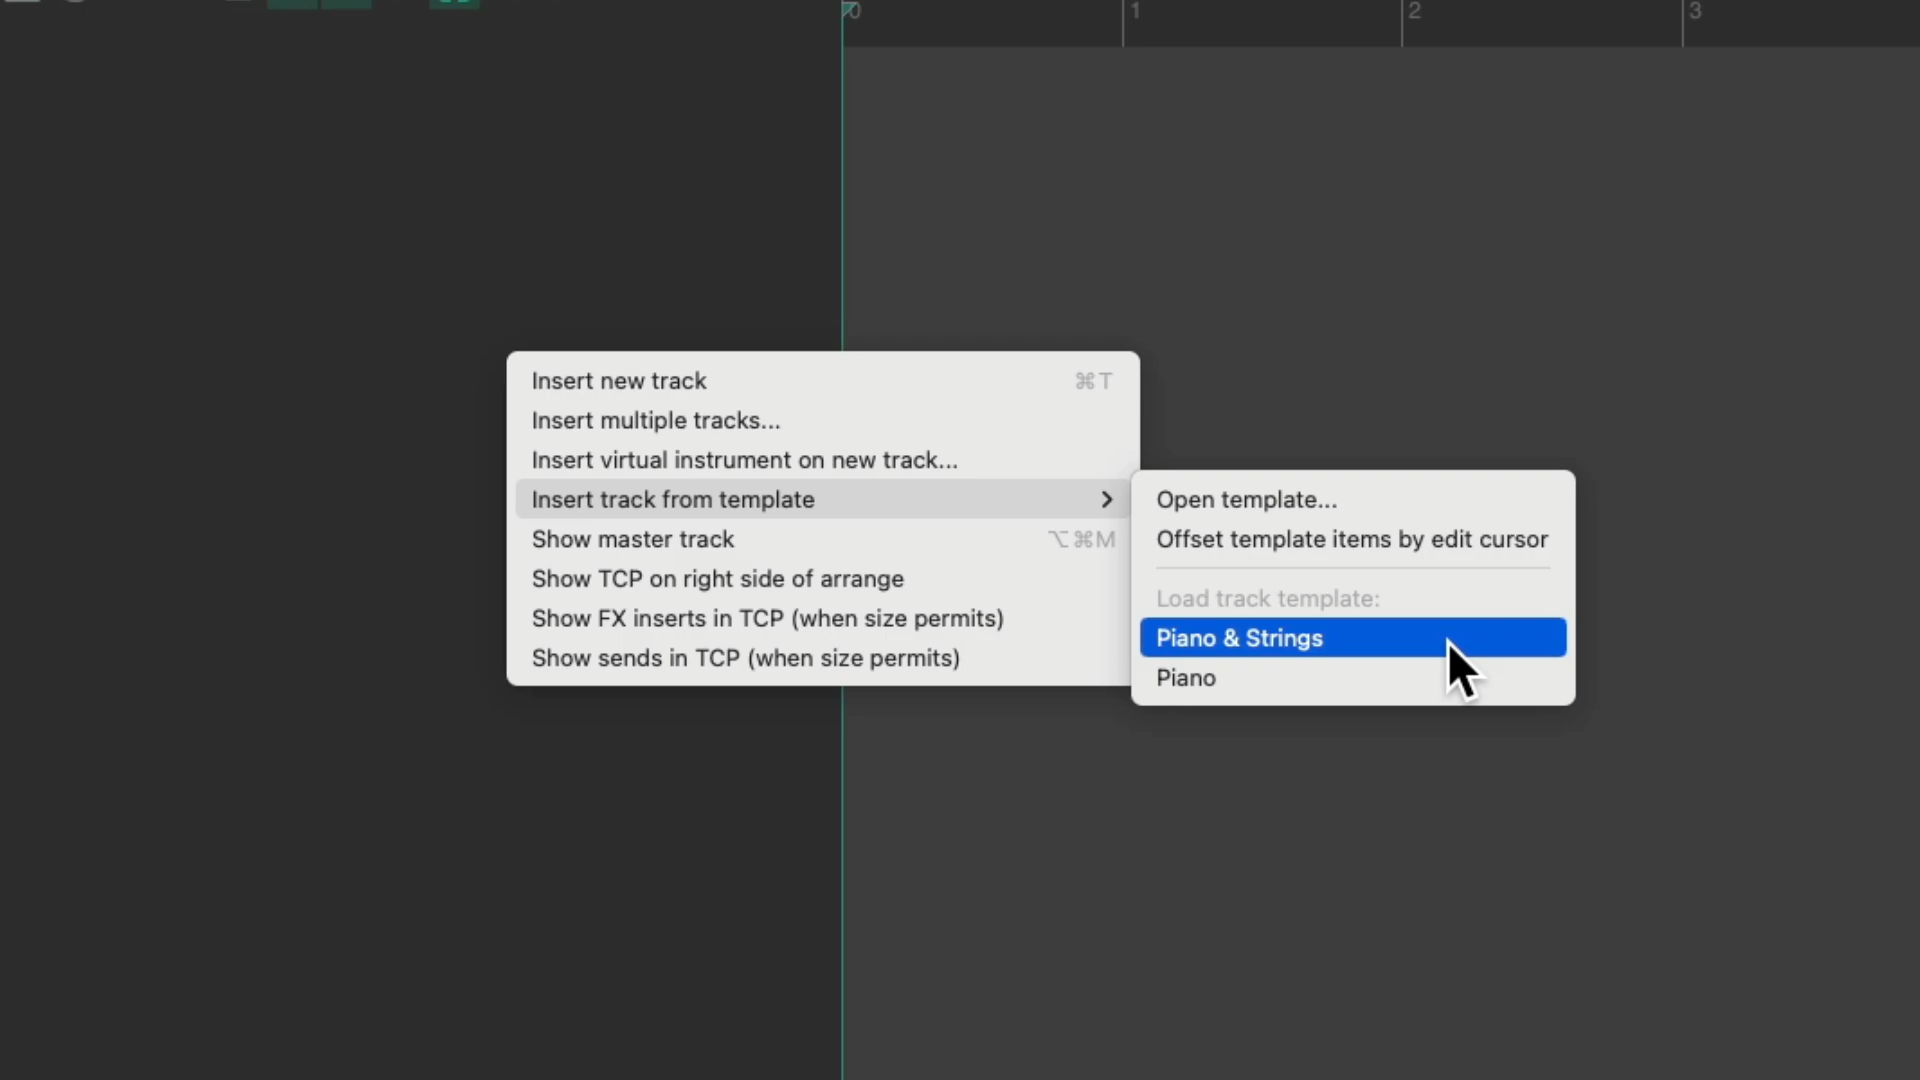 0 1 2 3
Insert new track ⌘T
Insert multiple tracks...
Insert virtual instrument on new track...
Insert track from template
Show master track ⌥⌘M
Show TCP on right side of arrange
Show FX inserts in TCP (when size permits)
Show sends in TCP (when size permits)
Open template...
Offset template items by edit cursor
Load track template:
Piano & Strings
Piano